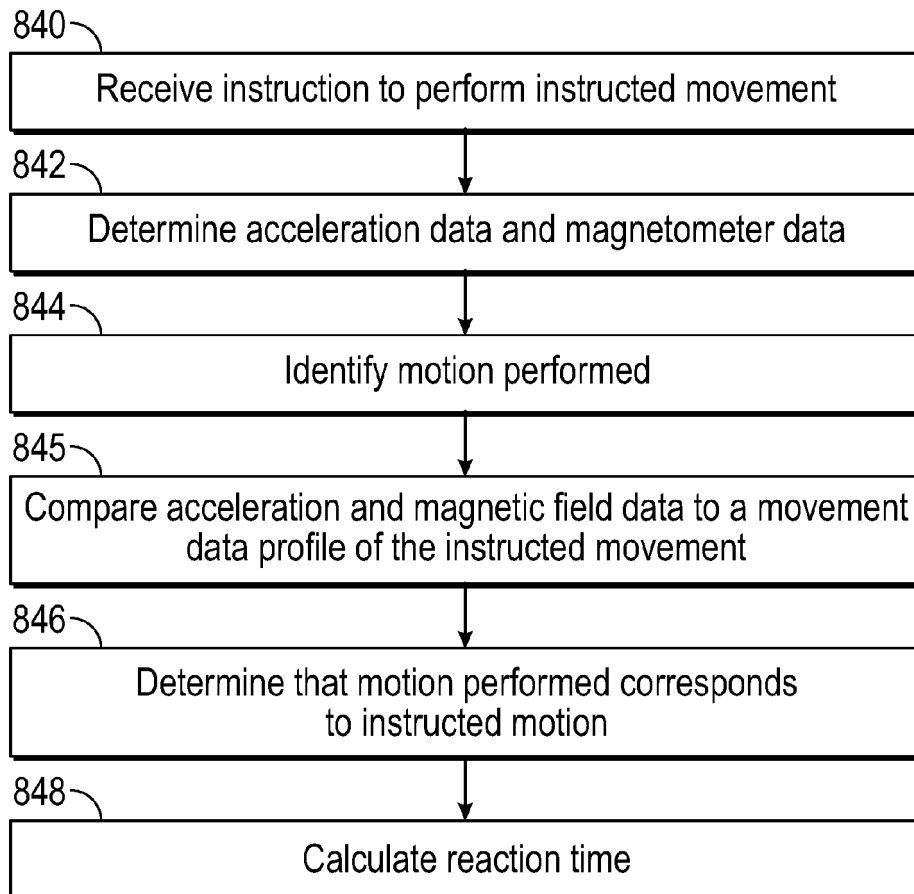 840
Receive instruction to perform instructed movement
842
Determine acceleration data and magnetometer data
844
Identify motion performed
845
Compare acceleration and magnetic field data to a movement
data profile of the instructed movement
846
Determine that motion performed corresponds
to instructed motion
848
Calculate reaction time